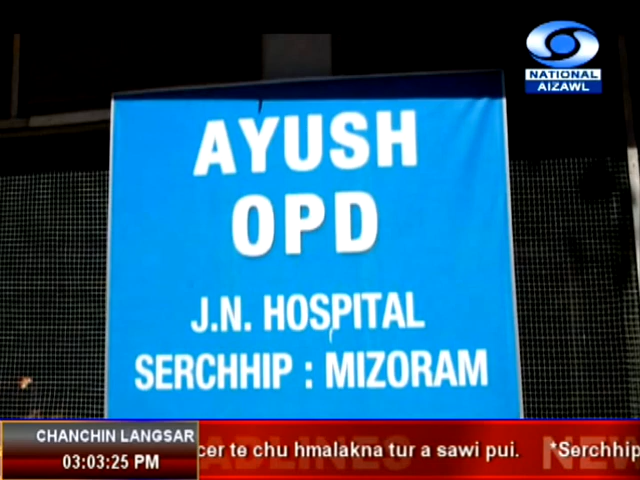 NATIONAL
AIZAWL
AYUSH
OPD
J.N. HOSPITAL
SERCHHIP : MIZORAM
CHANCHIN LANGSAR
03:03:25 PM
cer te chu hmalakna tur a sawi pui. *Serchhip